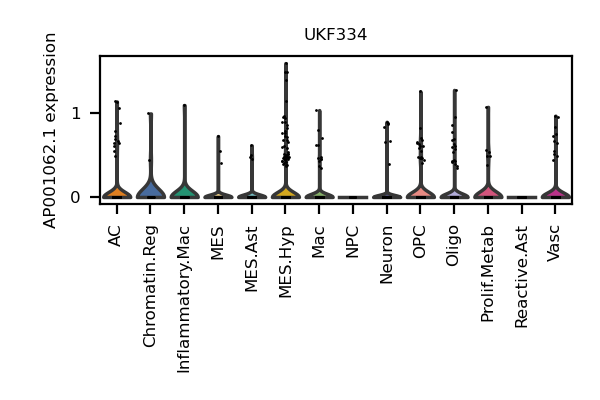 UKF334
AP001062.1 expression
1
0
AC
Chromatin.Reg
Inflammatory.Mac
MES
MES.Ast
MES.Hyp
Mac
NPC
Neuron
OPC
Oligo
Prolif.Metab
Reactive.Ast
Vasc